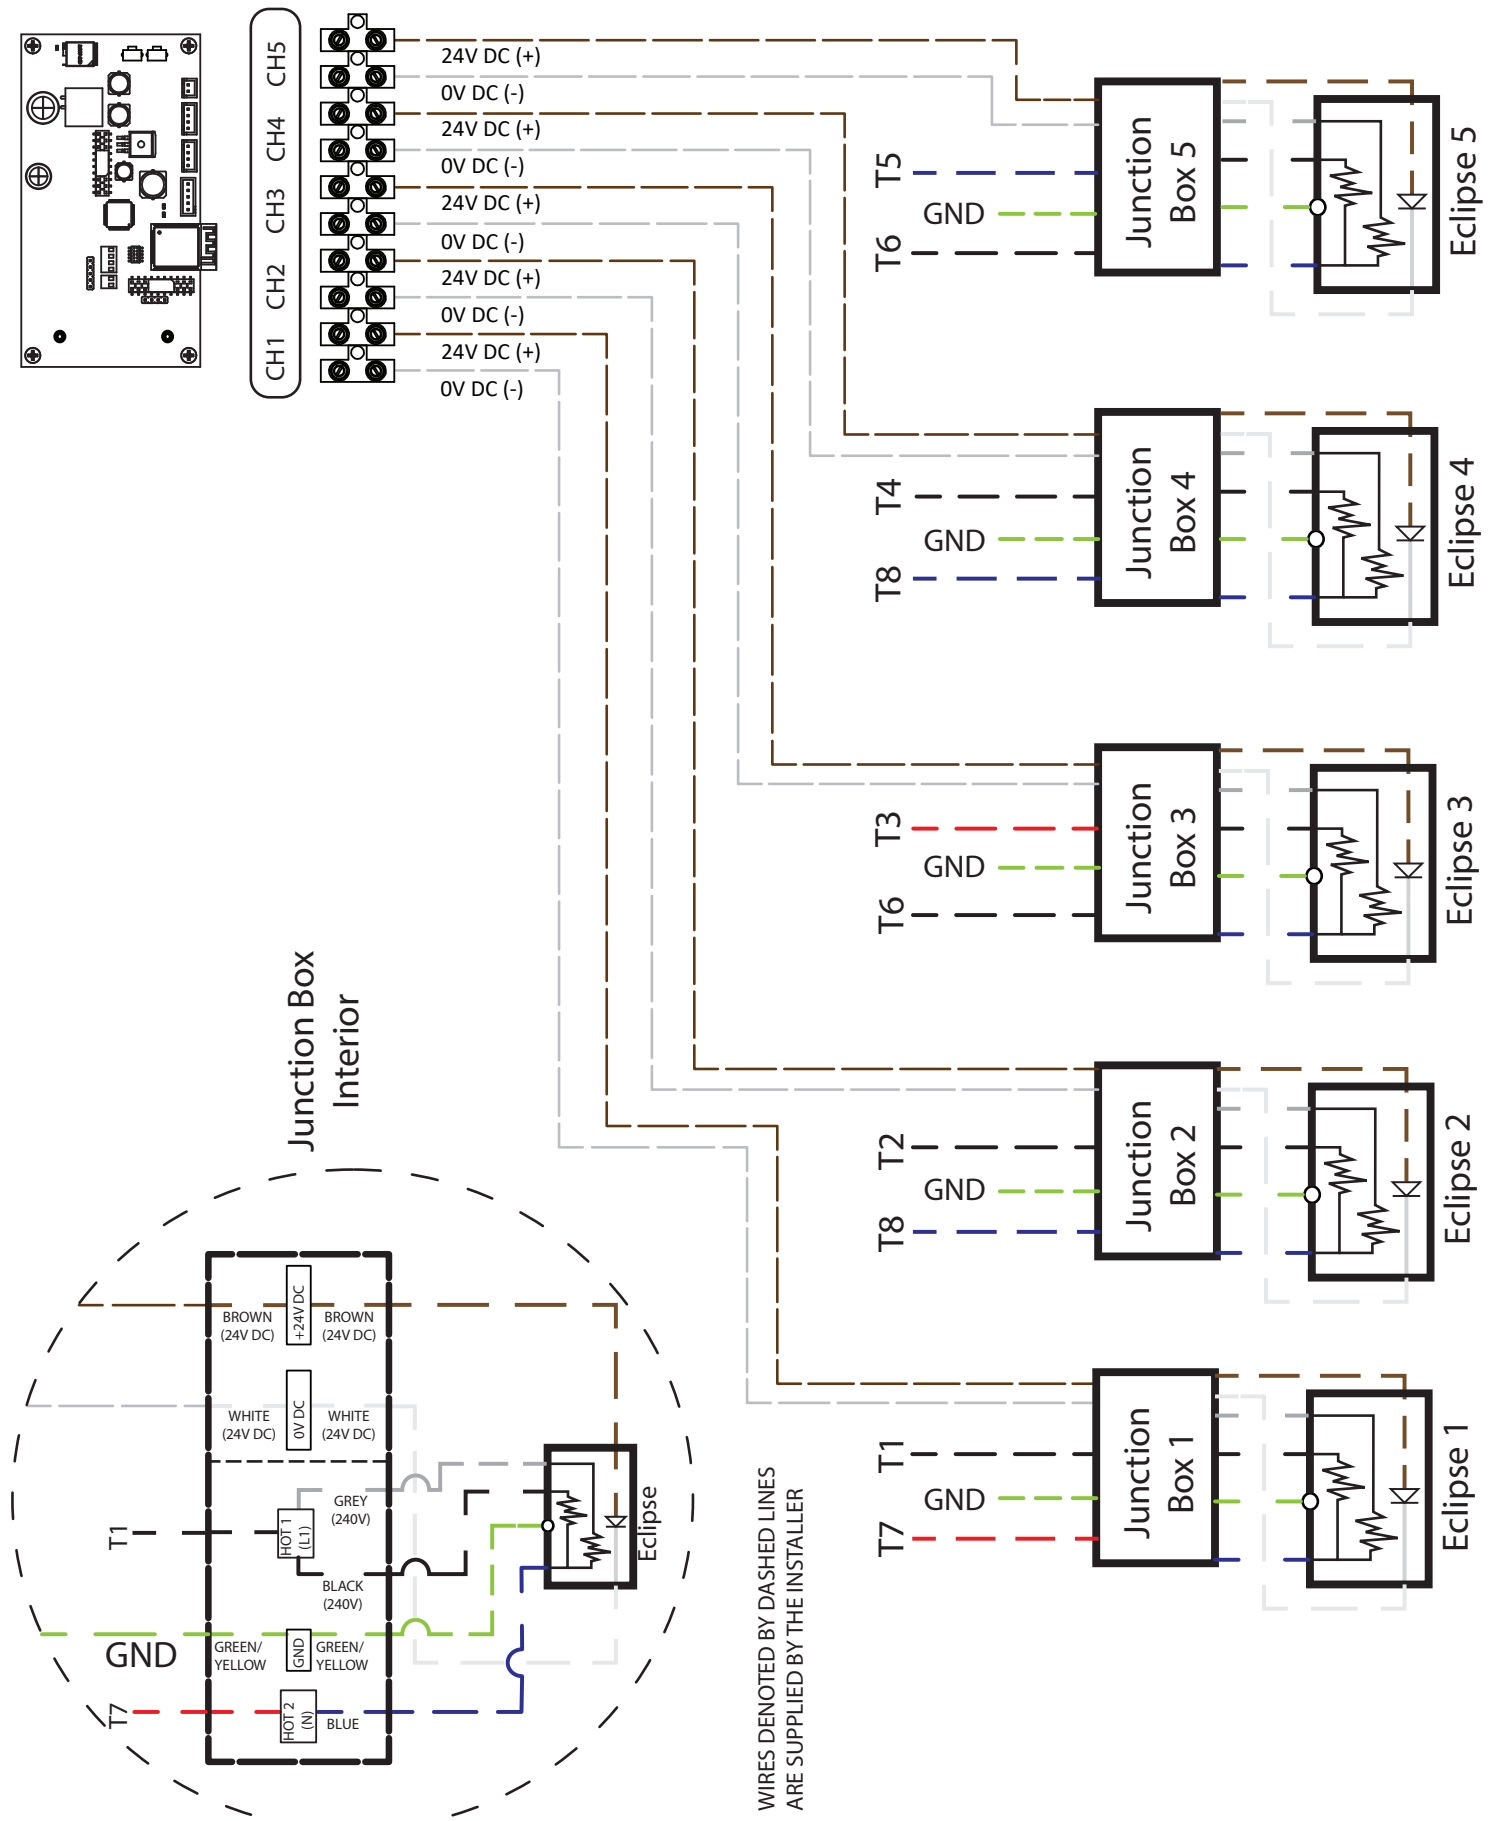 CH5
CH4
CH3
CH2
CH1
24V DC (+)
0V DC (-)
24V DC (+)
0V DC (-)
24V DC (+)
0V DC (-)
24V DC (+)
0V DC (-)
24V DC (+)
0V DC (-)
T5
GND
T6
Junction
Box 5
Eclipse 5
T4
GND
T8
Junction
Box 4
Eclipse 4
T3
GND
T6
Junction
Box 3
Eclipse 3
T2
GND
T8
Junction
Box 2
Eclipse 2
T1
GND
T7
Junction
Box 1
Eclipse 1
Junction Box
Interior
BROWN
(24V DC)
+24V DC
BROWN
(24V DC)
WHITE
(24V DC)
0V DC
WHITE
(24V DC)
T1
HOT 1
(L1)
GREY
(240V)
BLACK
(240V)
Eclipse
GND
GREEN/
YELLOW
GND
GREEN/
YELLOW
T7
HOT 2
(N)
BLUE
WIRES DENOTED BY DASHED LINES
ARE SUPPLIED BY THE INSTALLER